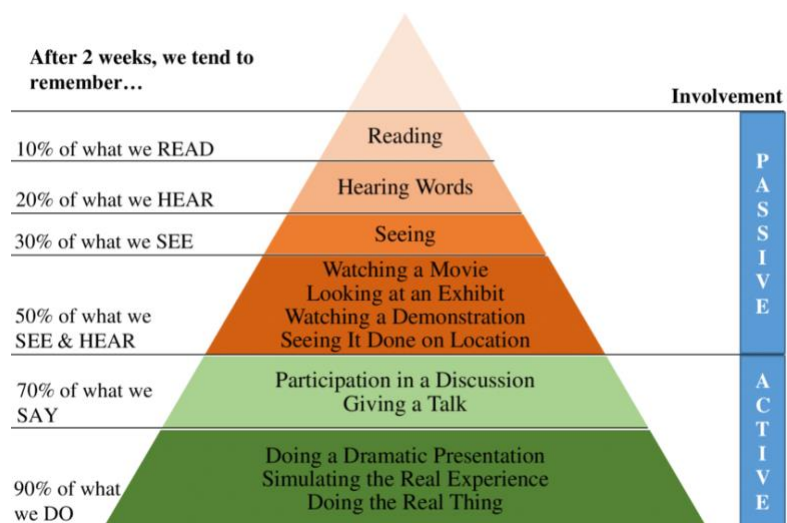 After 2 weeks, we tend to
remember…
Involvement
10% of what we READ
Reading
20% of what we HEAR
Hearing Words
30% of what we SEE
Seeing
50% of what we
SEE & HEAR
Watching a Movie
Looking at an Exhibit
Watching a Demonstration
Seeing It Done on Location
PASSIVE
70% of what we
SAY
Participation in a Discussion
Giving a Talk
90% of what
we DO
Doing a Dramatic Presentation
Simulating the Real Experience
Doing the Real Thing
ACTIVE